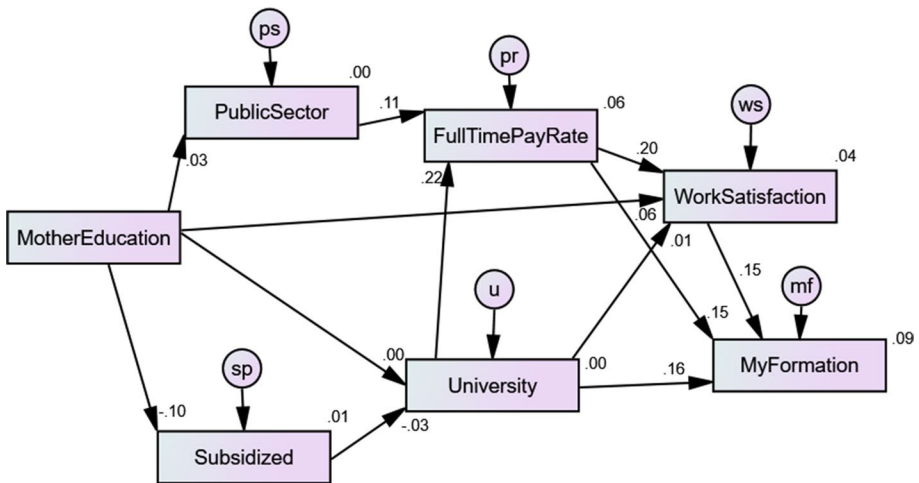 ps
.00
PublicSector
.11
pr
.06
FullTimePayRate
.20
ws
.04
WorkSatisfaction
.03
.22
MotherEducation
.06
.01
.15
u
mf
.15
.09
MyFormation
.00
.00
University
.16
sp
-.10
.01
-.03
Subsidized